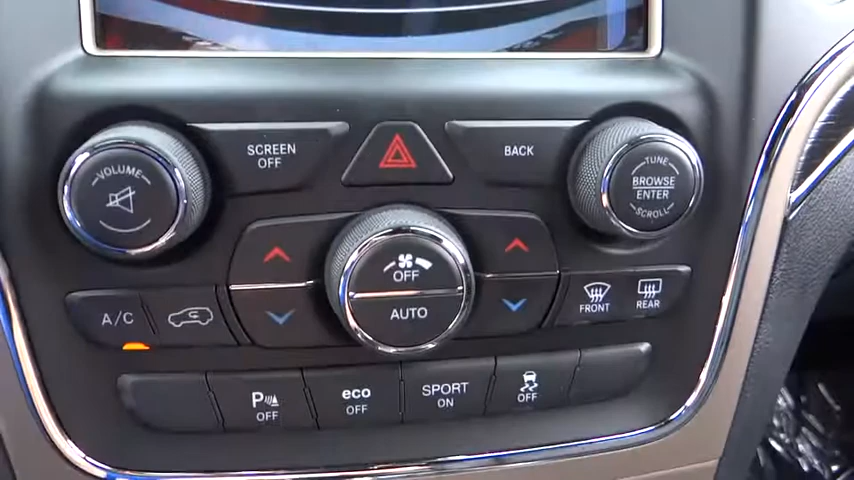 VOLUME
SCREEN
OFF
BACK
TUNE
BROWSE
ENTER
SCROLL
OFF
AUTO
A/C
FRONT
REAR
P
OFF
eco
OFF
SPORT
ON
OFF